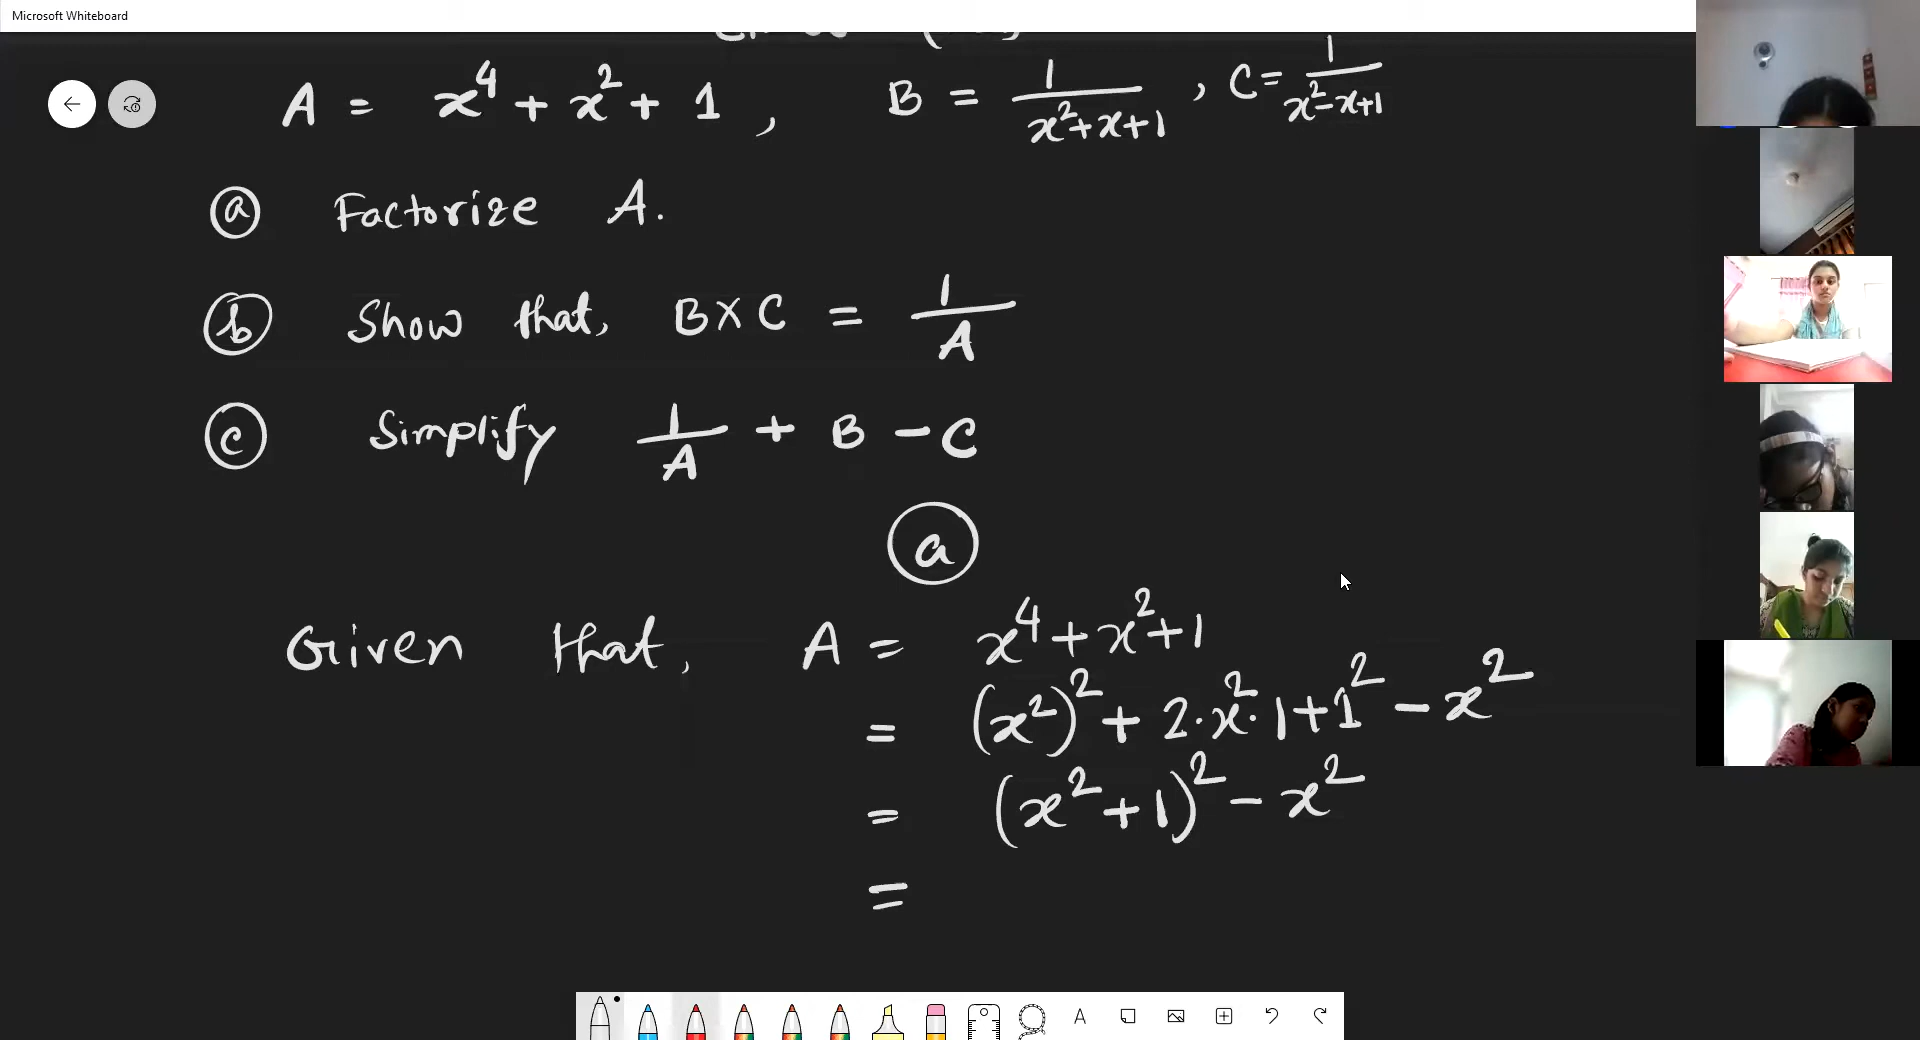 Microsoft Whiteboard
A = x⁴ + x² + 1 , B = 1/(x²+x+1) , C = 1/(x²-x+1)
ⓐ Factorize A.
ⓑ Show that, B×C = 1/A
ⓒ Simplify 1/A + B - C
ⓐ
Given that, A = x⁴+x²+1
= (x²)² + 2·x²·1+1² - x²
= (x²+1)² - x²
=
A